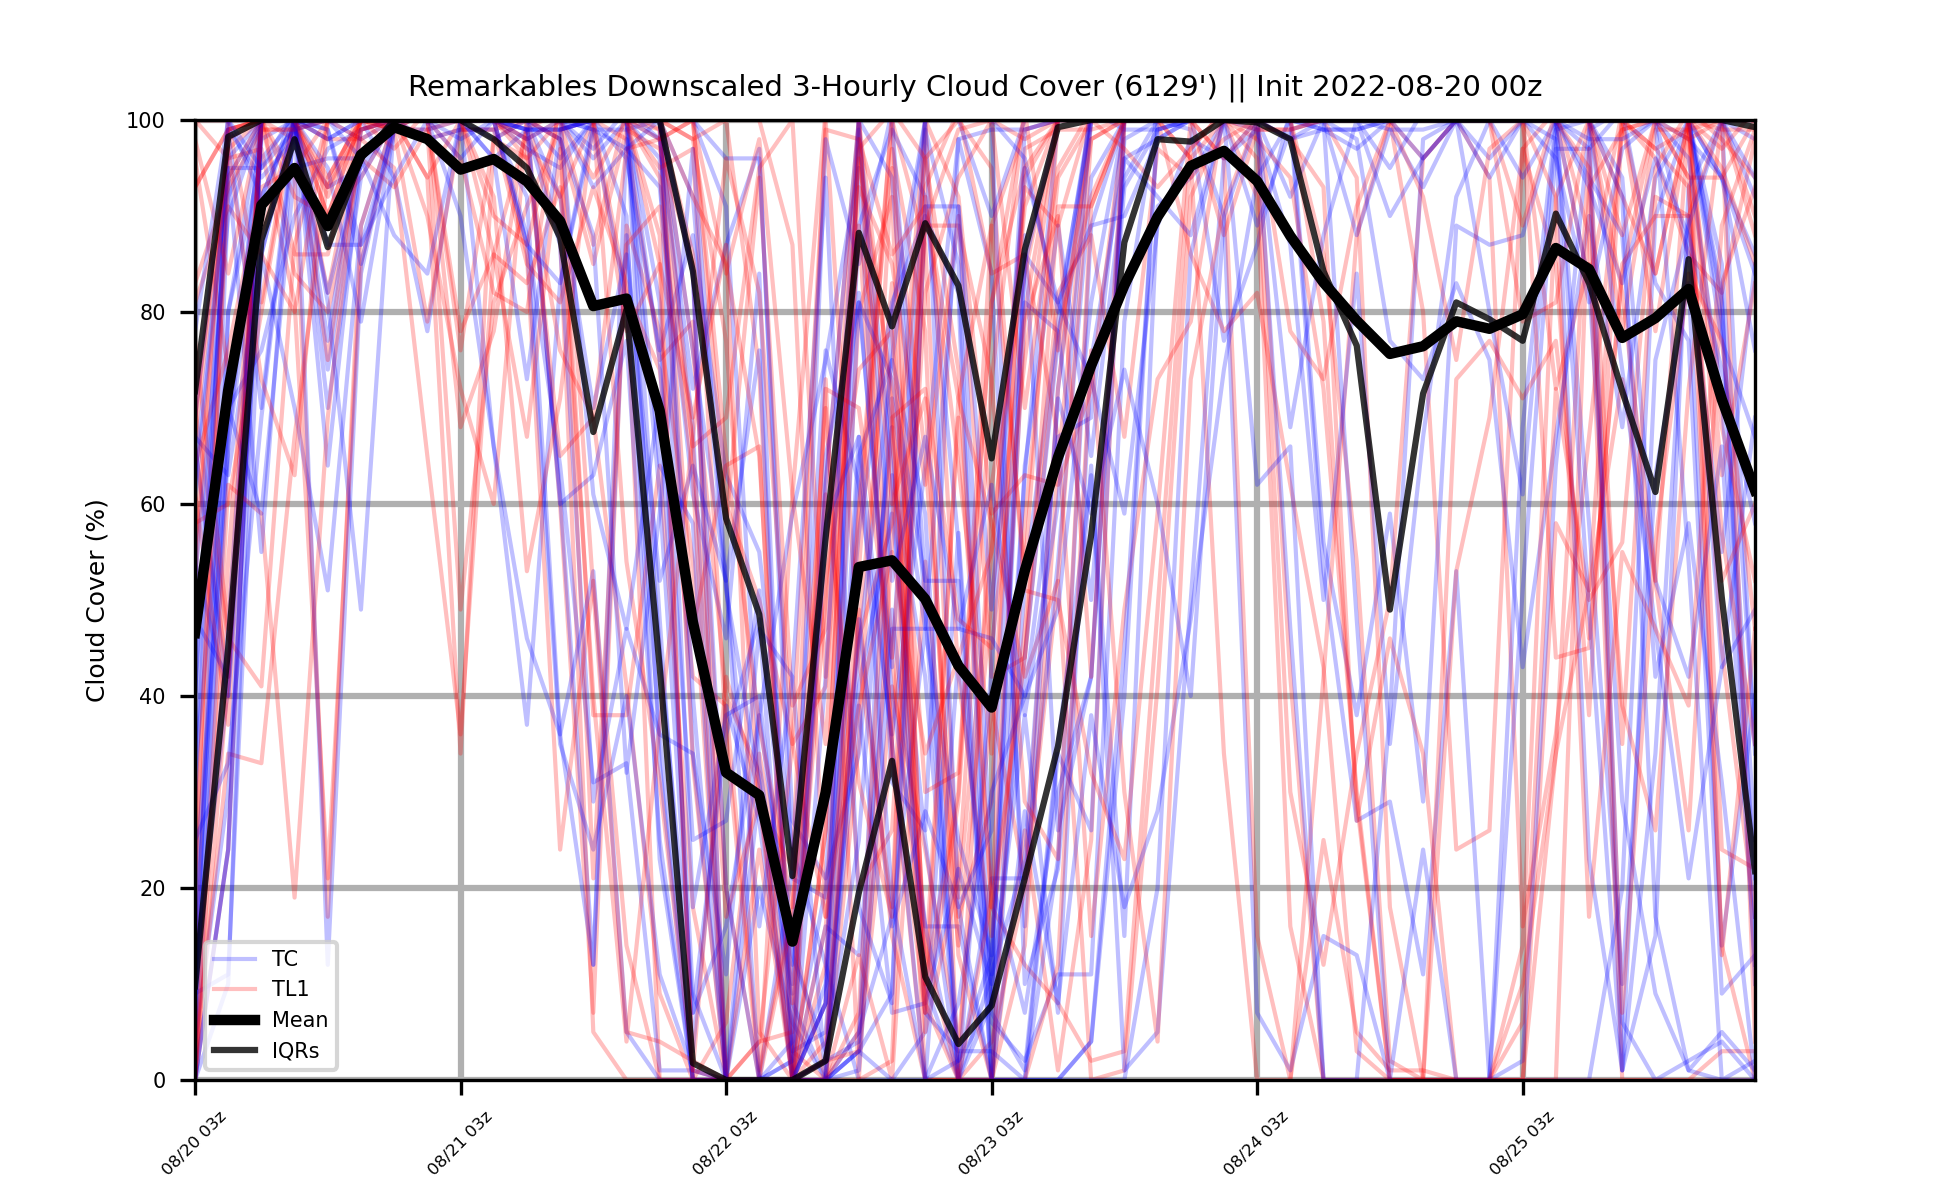 Remarkables Downscaled 3-Hourly Cloud Cover (6129') || Init 2022-08-20 00z
Cloud Cover (%)
100
80
60
40
20
0
TC
TL1
Mean
IQRs
08/20 03z
08/21 03z
08/22 03z
08/23 03z
08/24 03z
08/25 03z